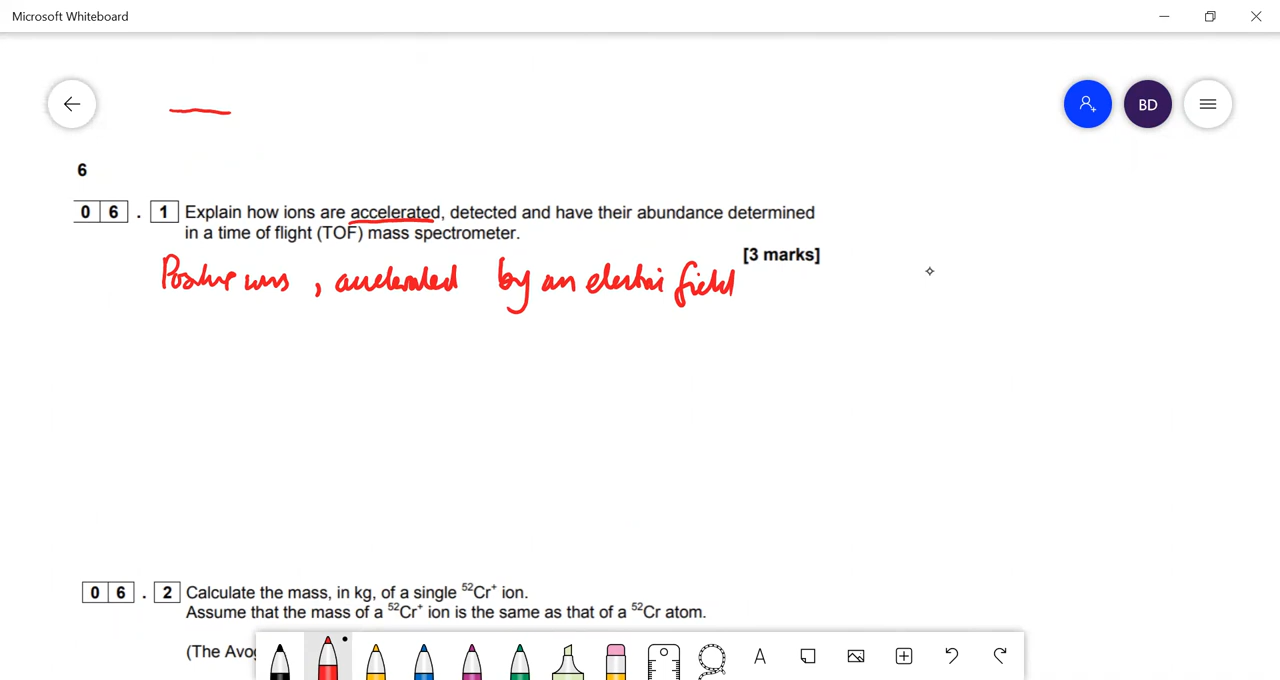 Microsoft Whiteboard
BD
6
0 6 . 1 Explain how ions are accelerated, detected and have their abundance determined
in a time of flight (TOF) mass spectrometer.
[3 marks]
Positive ions, accelerated by an electric field
0 6 . 2 Calculate the mass, in kg, of a single ⁵²Cr⁺ ion.
Assume that the mass of a ⁵²Cr⁺ ion is the same as that of a ⁵²Cr atom.
(The Avog
A